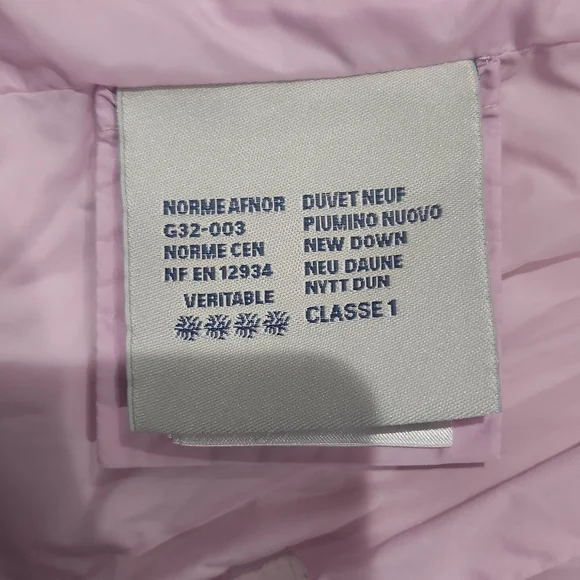 NORME AFNOR
G32-003
NORME CEN
NF EN 12934
VERITABLE
DUVET NEUF
PIUMINO NUOVO
NEW DOWN
NEU DAUNE
NYTT DUN
CLASSE 1